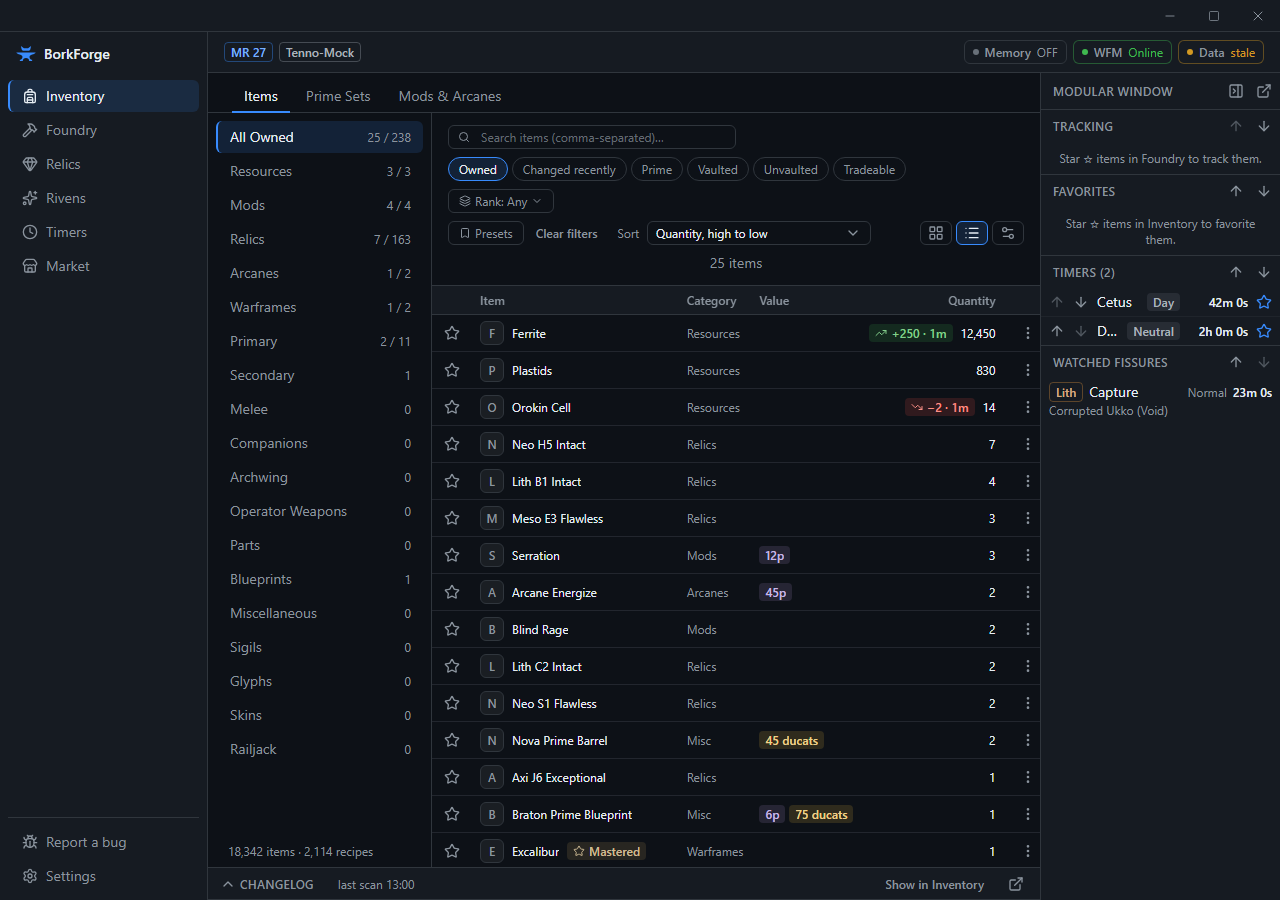 BorkForge
Inventory
Foundry
Relics
Rivens
Timers
Market
Report a bug
Settings
MR 27 Tenno-Mock
Memory OFF WFM Online Data stale
Items Prime Sets Mods & Arcanes
All Owned 25 / 238
Resources 3 / 3
Mods 4 / 4
Relics 7 / 163
Arcanes 1 / 2
Warframes 1 / 2
Primary 2 / 11
Secondary 1
Melee 0
Companions 0
Archwing 0
Operator Weapons 0
Parts 0
Blueprints 1
Miscellaneous 0
Sigils 0
Glyphs 0
Skins 0
Railjack 0
18,342 items · 2,114 recipes
Search items (comma-separated)...
Owned Changed recently Prime Vaulted Unvaulted Tradeable
Rank: Any
Presets Clear filters Sort Quantity, high to low
25 items
Item Category Value Quantity
F Ferrite Resources +250 · 1m 12,450
P Plastids Resources 830
O Orokin Cell Resources −2 · 1m 14
N Neo H5 Intact Relics 7
L Lith B1 Intact Relics 4
M Meso E3 Flawless Relics 3
S Serration Mods 12p 3
A Arcane Energize Arcanes 45p 2
B Blind Rage Mods 2
L Lith C2 Intact Relics 2
N Neo S1 Flawless Relics 2
N Nova Prime Barrel Misc 45 ducats 2
A Axi J6 Exceptional Relics 1
B Braton Prime Blueprint Misc 6p 75 ducats 1
E Excalibur Mastered Warframes 1
CHANGELOG last scan 13:00 Show in Inventory
MODULAR WINDOW
TRACKING
Star ☆ items in Foundry to track them.
FAVORITES
Star ☆ items in Inventory to favorite
them.
TIMERS (2)
Cetus Day 42m 0s
D... Neutral 2h 0m 0s
WATCHED FISSURES
Lith Capture Normal 23m 0s
Corrupted Ukko (Void)